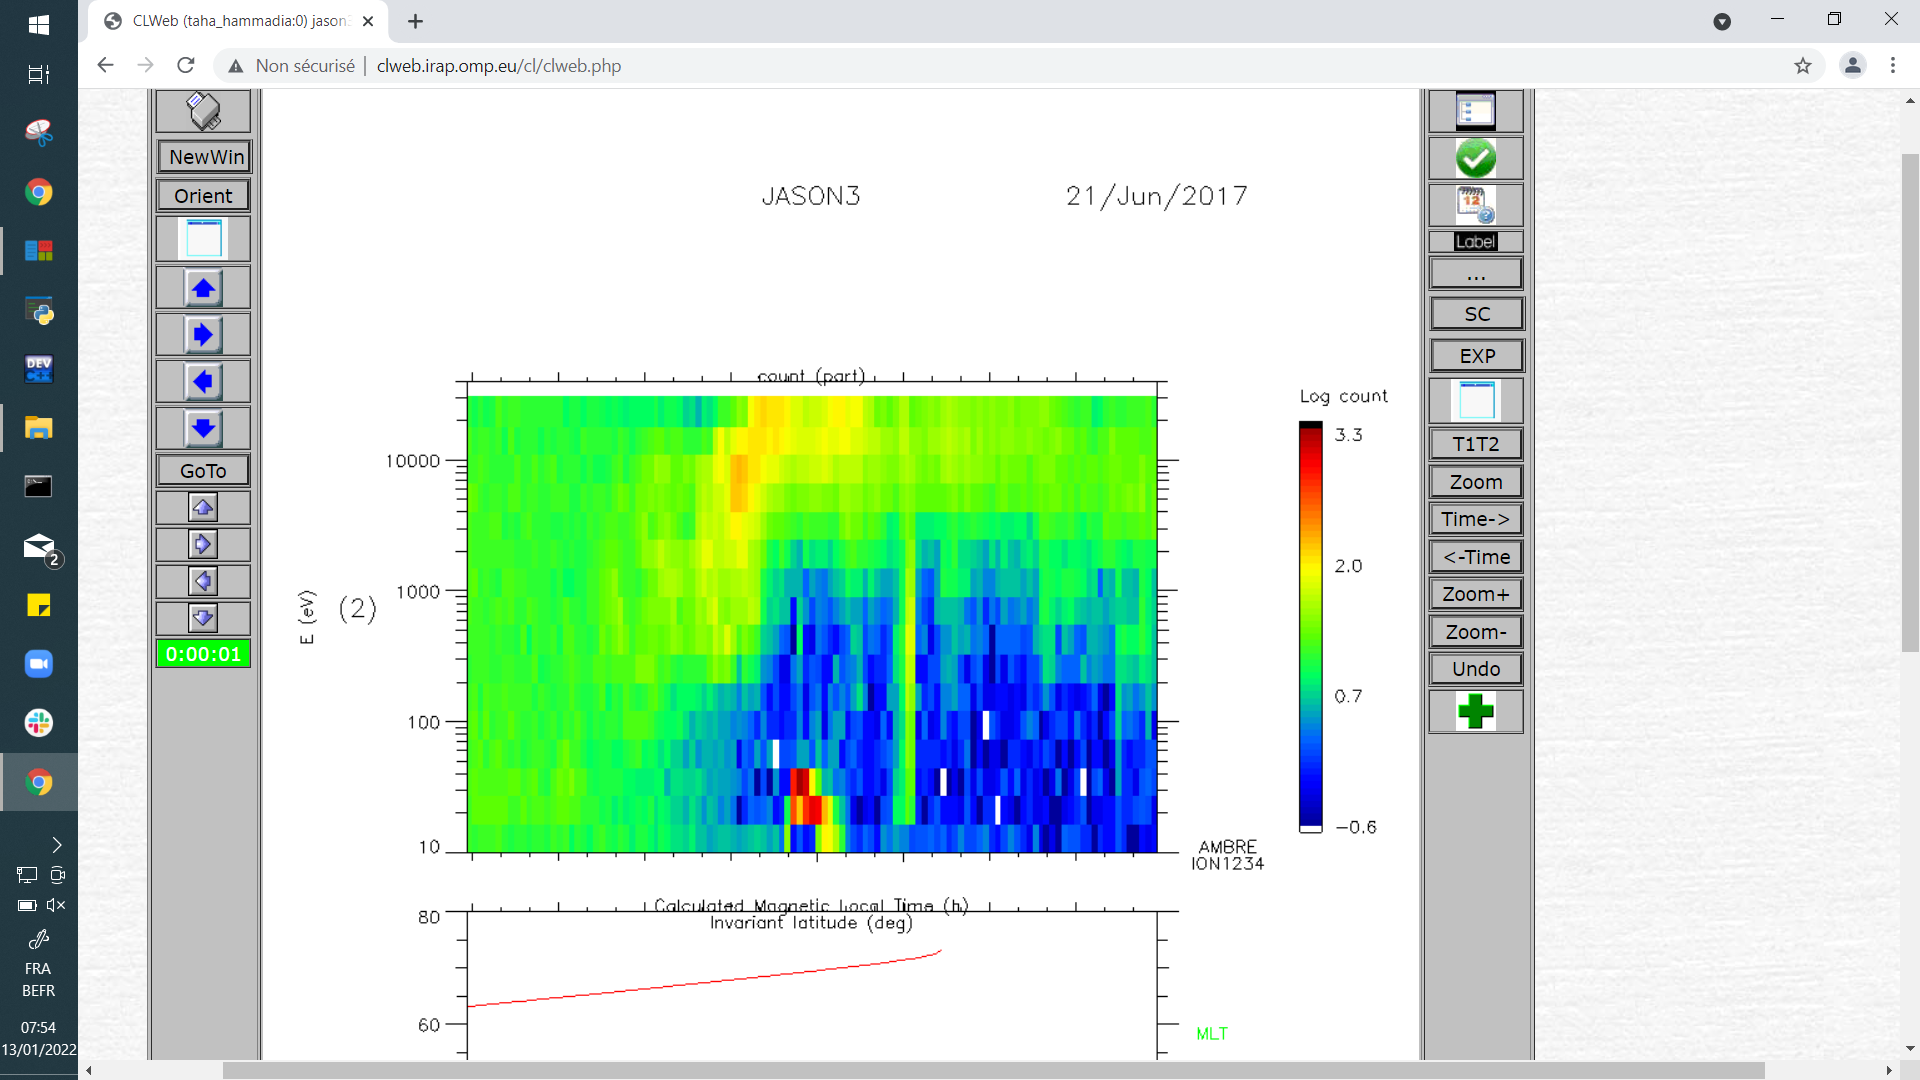 CLWeb (taha_hammadia:0) jason3
Non sécurisé
clweb.irap.omp.eu/cl/clweb.php
NewWin
Orient
GoTo
0:00:01
JASON3
21/Jun/2017
count (part)
10000
1000
100
10
E (eV)
(2)
Log count
3.3
2.0
0.7
−0.6
AMBRE
ION1234
Calculated Magnetic Local Time (h)
Invariant latitude (deg)
80
60
MLT
12
Label
...
SC
EXP
T1T2
Zoom
Time->
<-Time
Zoom+
Zoom-
Undo
DEV
C++
2
FRA
BEFR
07:54
13/01/2022